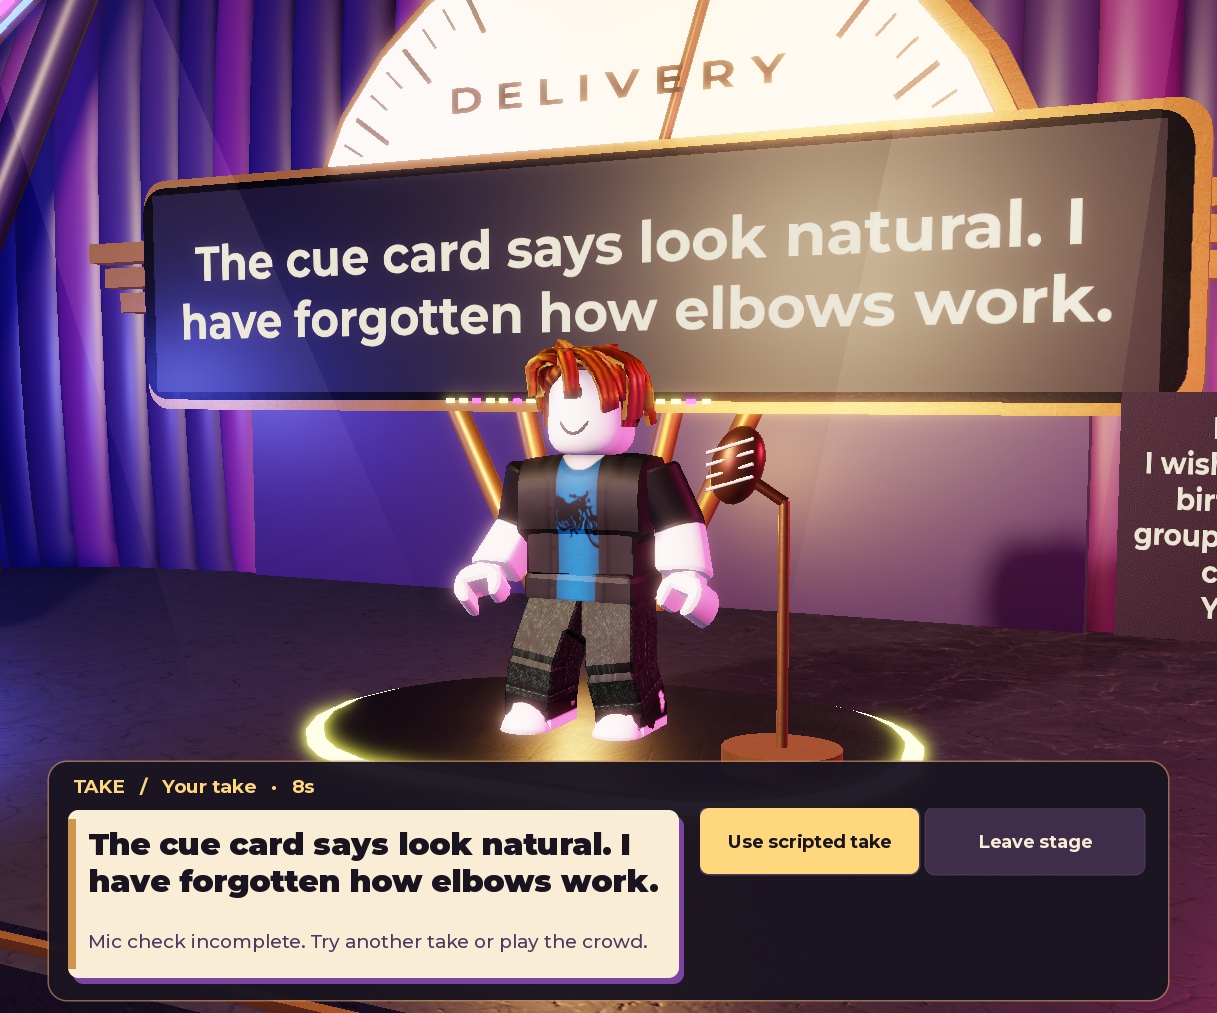 DELIVERY
The cue card says look natural. I
have forgotten how elbows work.
I wish
group
TAKE / Your take · 8s
The cue card says look natural. I
have forgotten how elbows work.
Mic check incomplete. Try another take or play the crowd.
Use scripted take
Leave stage